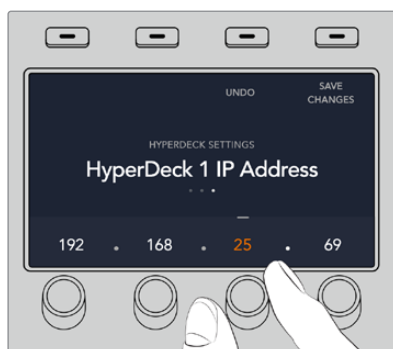 UNDO
SAVE
CHANGES
HYPERDECK SETTINGS
HyperDeck 1 IP Address
192 . 168 . 25 . 69